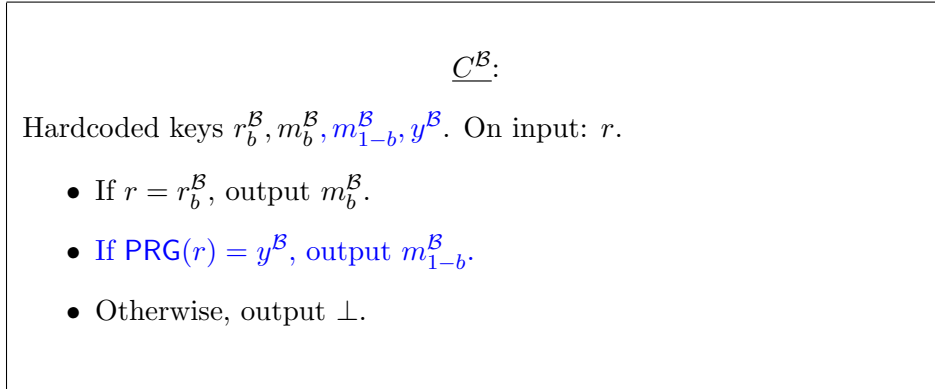 C^ℬ:
Hardcoded keys r_b^ℬ, m_b^ℬ, m_{1−b}^ℬ, y^ℬ. On input: r.
• If r = r_b^ℬ, output m_b^ℬ.
• If PRG(r) = y^ℬ, output m_{1−b}^ℬ.
• Otherwise, output ⊥.